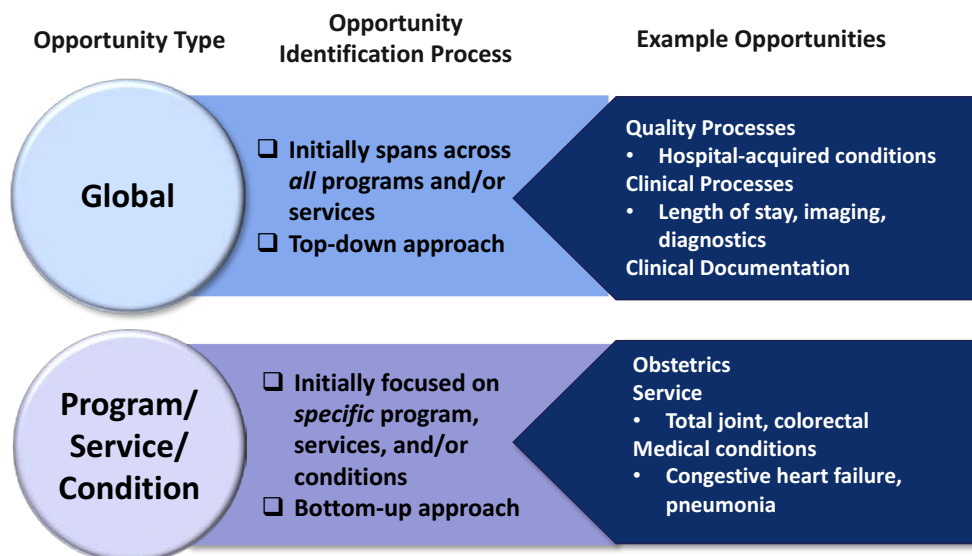 Opportunity Type
Opportunity
Identification Process
Example Opportunities
Global
❑ Initially spans across
all programs and/or
services
❑ Top-down approach
Quality Processes
• Hospital-acquired conditions
Clinical Processes
• Length of stay, imaging,
diagnostics
Clinical Documentation
Program/
Service/
Condition
❑ Initially focused on
specific program,
services, and/or
conditions
❑ Bottom-up approach
Obstetrics
Service
• Total joint, colorectal
Medical conditions
• Congestive heart failure,
pneumonia